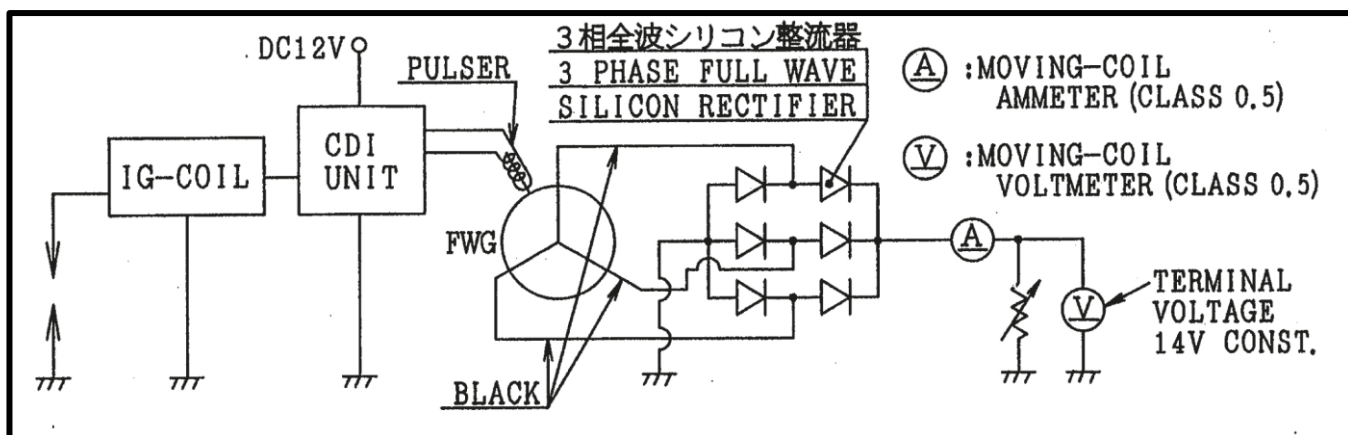 DC12V
PULSER
3相全波シリコン整流器
3 PHASE FULL WAVE
SILICON RECTIFIER
A :MOVING-COIL
AMMETER (CLASS 0.5)
V :MOVING-COIL
VOLTMETER (CLASS 0.5)
IG-COIL
CDI
UNIT
FWG
A
V
TERMINAL
VOLTAGE
14V CONST.
BLACK